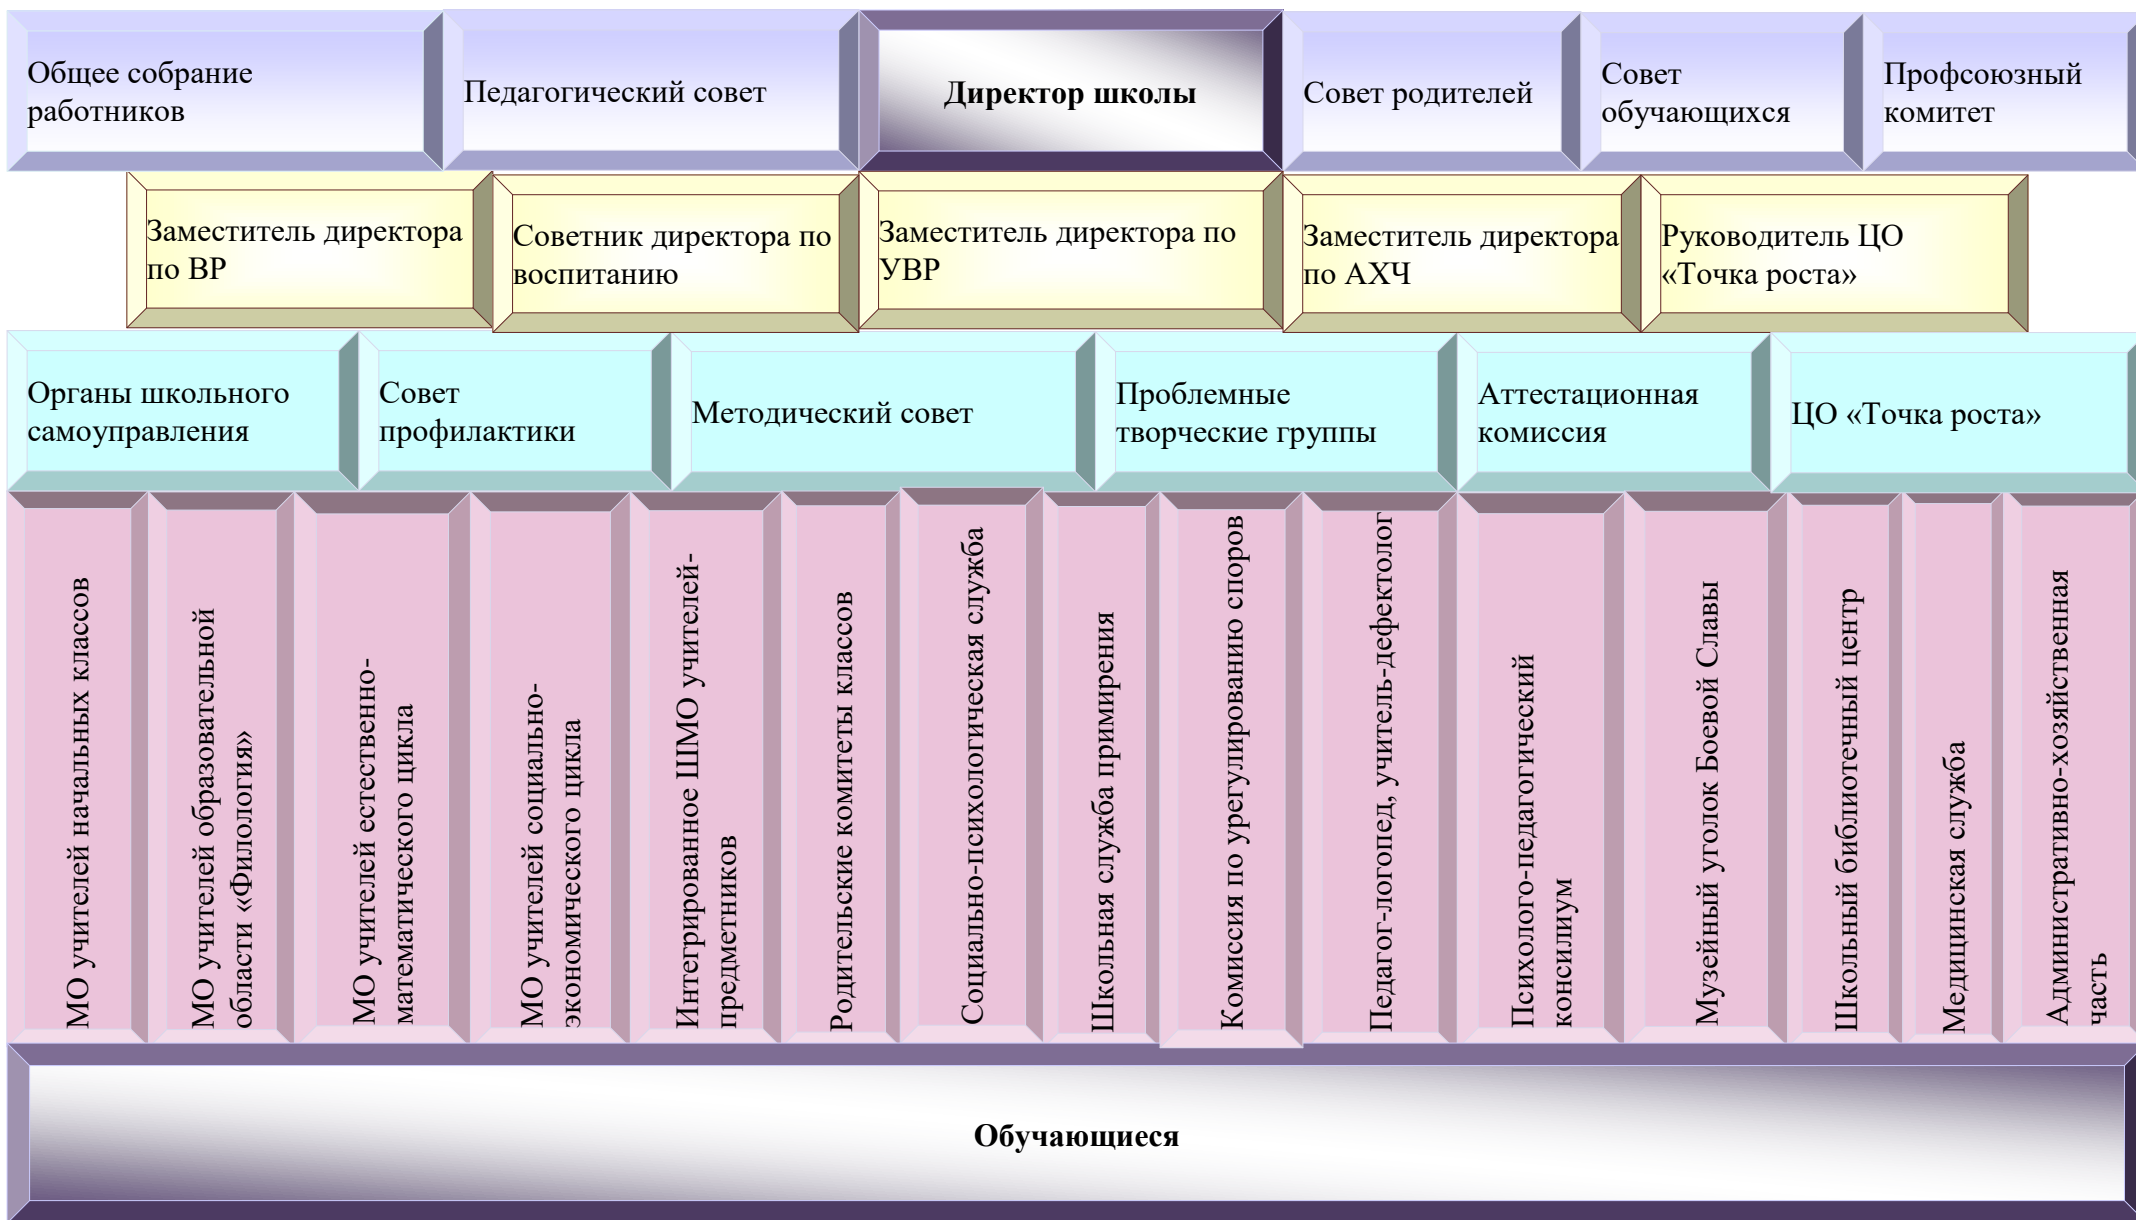 Общее собрание
работников
Педагогический совет
Директор школы
Совет родителей
Совет
обучающихся
Профсоюзный
комитет
Заместитель директора
по ВР
Советник директора по
воспитанию
Заместитель директора по
УВР
Заместитель директора
по АХЧ
Руководитель ЦО
«Точка роста»
Органы школьного
самоуправления
Совет
профилактики
Методический совет
Проблемные
творческие группы
Аттестационная
комиссия
ЦО «Точка роста»
МО учителей начальных классов
МО учителей образовательной
области «Филология»
МО учителей естественно-
математического цикла
МО учителей социально-
экономического цикла
Интегрированное ШМО учителей-
предметников
Родительские комитеты классов
Социально-психологическая служба
Школьная служба примирения
Комиссия по урегулированию споров
Педагог-логопед, учитель-дефектолог
Психолого-педагогический
консилиум
Музейный уголок Боевой Славы
Школьный библиотечный центр
Медицинская служба
Административно-хозяйственная
часть
Обучающиеся